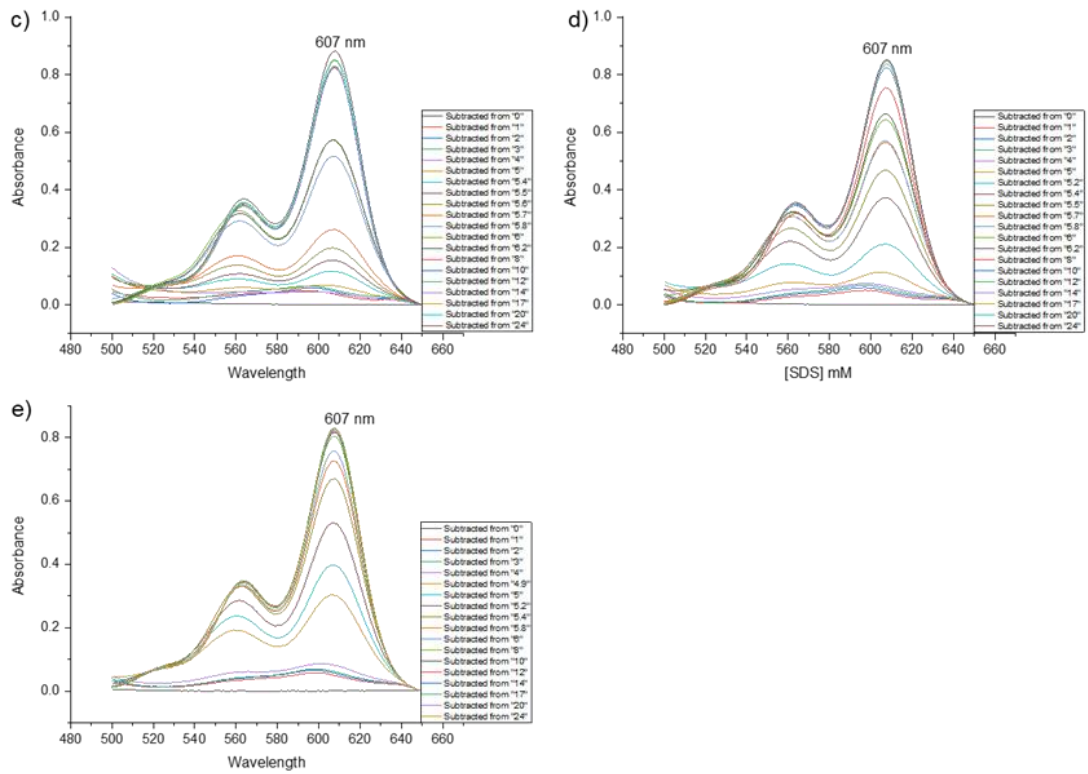 c)
607 nm
1.0
0.8
0.6
0.4
0.2
0.0
Absorbance
480 500 520 540 560 580 600 620 640 660
Wavelength
Subtracted from "0"
Subtracted from "1"
Subtracted from "2"
Subtracted from "3"
Subtracted from "4"
Subtracted from "5"
Subtracted from "5.4"
Subtracted from "5.5"
Subtracted from "5.6"
Subtracted from "5.7"
Subtracted from "5.8"
Subtracted from "6"
Subtracted from "6.2"
Subtracted from "8"
Subtracted from "10"
Subtracted from "12"
Subtracted from "14"
Subtracted from "17"
Subtracted from "20"
Subtracted from "24"
d)
607 nm
1.0
0.8
0.6
0.4
0.2
0.0
Absorbance
480 500 520 540 560 580 600 620 640 660
[SDS] mM
Subtracted from "0"
Subtracted from "1"
Subtracted from "2"
Subtracted from "3"
Subtracted from "4"
Subtracted from "5"
Subtracted from "5.2"
Subtracted from "5.4"
Subtracted from "5.5"
Subtracted from "5.7"
Subtracted from "5.8"
Subtracted from "6"
Subtracted from "6.2"
Subtracted from "8"
Subtracted from "10"
Subtracted from "12"
Subtracted from "14"
Subtracted from "17"
Subtracted from "20"
Subtracted from "24"
e)
607 nm
0.8
0.6
0.4
0.2
0.0
Absorbance
480 500 520 540 560 580 600 620 640 660
Wavelength
Subtracted from "0"
Subtracted from "1"
Subtracted from "2"
Subtracted from "3"
Subtracted from "4"
Subtracted from "4.9"
Subtracted from "5"
Subtracted from "5.2"
Subtracted from "5.4"
Subtracted from "5.8"
Subtracted from "6"
Subtracted from "8"
Subtracted from "10"
Subtracted from "12"
Subtracted from "14"
Subtracted from "17"
Subtracted from "20"
Subtracted from "24"